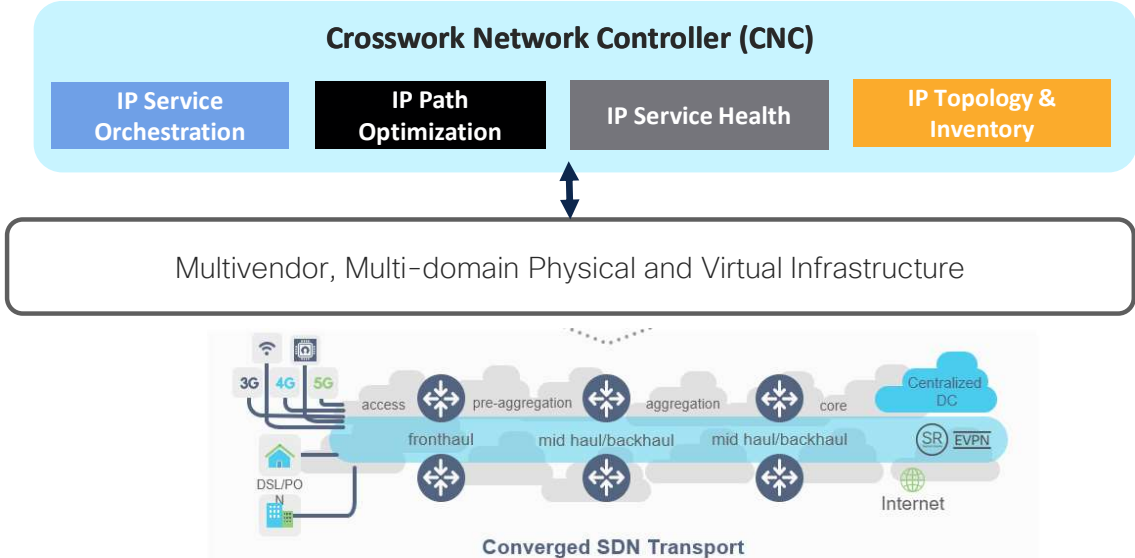 Crosswork Network Controller (CNC)
IP Service
Orchestration
IP Path
Optimization
IP Service Health
IP Topology &
Inventory
Multivendor, Multi-domain Physical and Virtual Infrastructure
3G
4G
5G
access
pre-aggregation
aggregation
core
Centralized
DC
fronthaul
mid haul/backhaul
mid haul/backhaul
SR
EVPN
DSL/PO
N
Internet
Converged SDN Transport